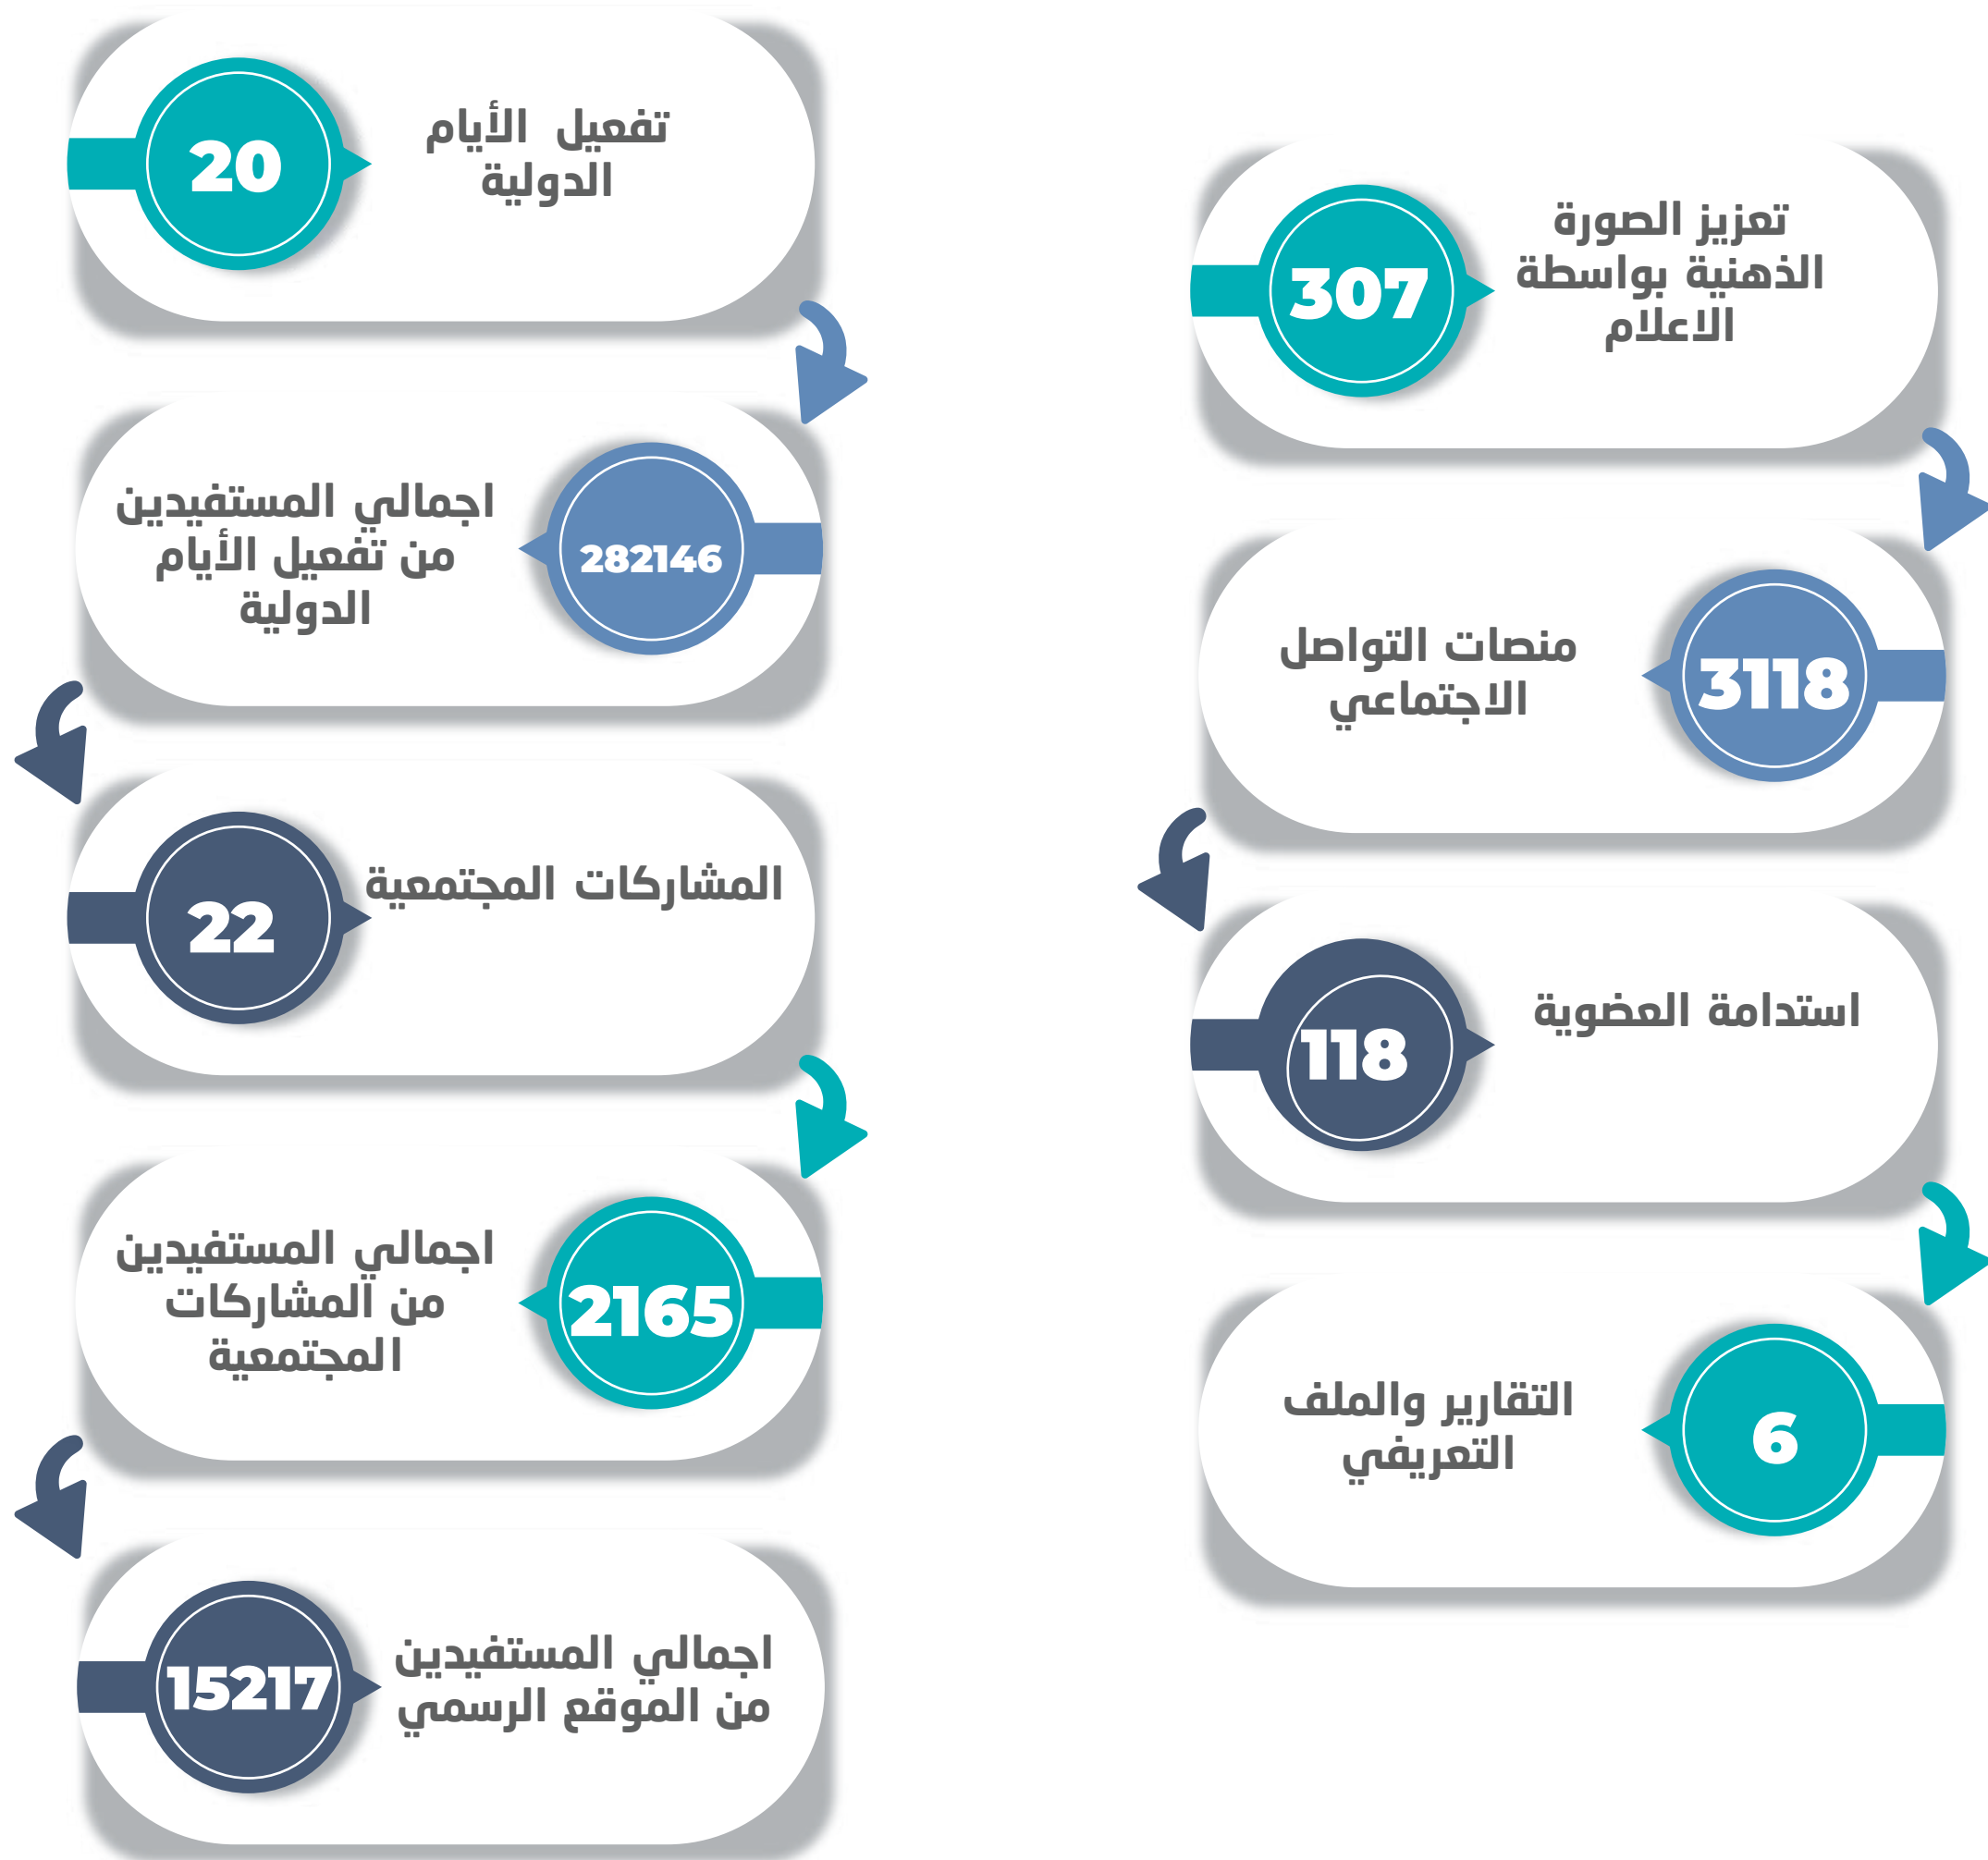 تعزيز الصورة
الذهنية بواسطة
الاعلام
307
منصات التواصل
الاجتماعي
3118
استدامة العضوية
118
التقارير والملف
التعريفي
6
تفعيل الأيام
الدولية
20
اجمالي المستفيدين
من تفعيل الأيام
الدولية
282146
المشاركات المجتمعية
22
اجمالي المستفيدين
من المشاركات
المجتمعية
2165
اجمالي المستفيدين
من الموقع الرسمي
15217